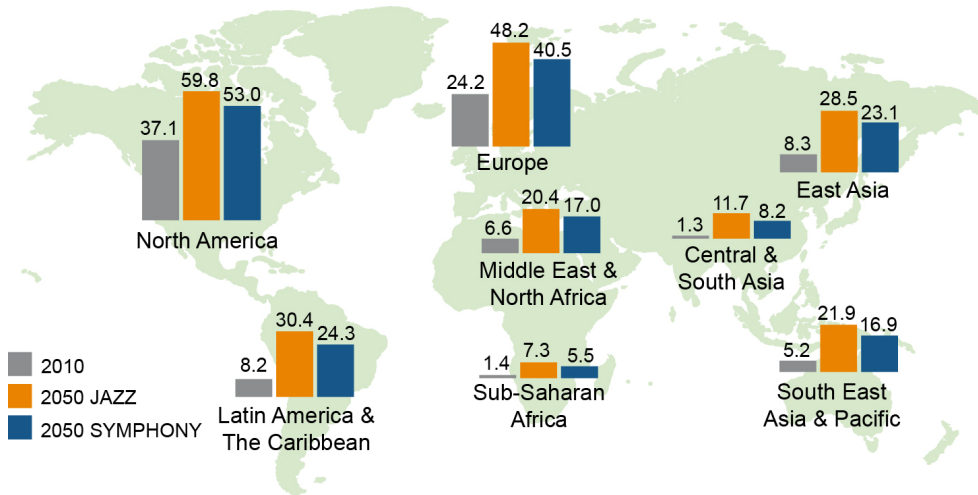 37.1
59.8
53.0
North America
24.2
48.2
40.5
Europe
8.3
28.5
23.1
East Asia
6.6
20.4
17.0
Middle East &
North Africa
1.3
11.7
8.2
Central &
South Asia
8.2
30.4
24.3
Latin America &
The Caribbean
1.4
7.3
5.5
Sub-Saharan
Africa
5.2
21.9
16.9
South East
Asia & Pacific
2010
2050 JAZZ
2050 SYMPHONY